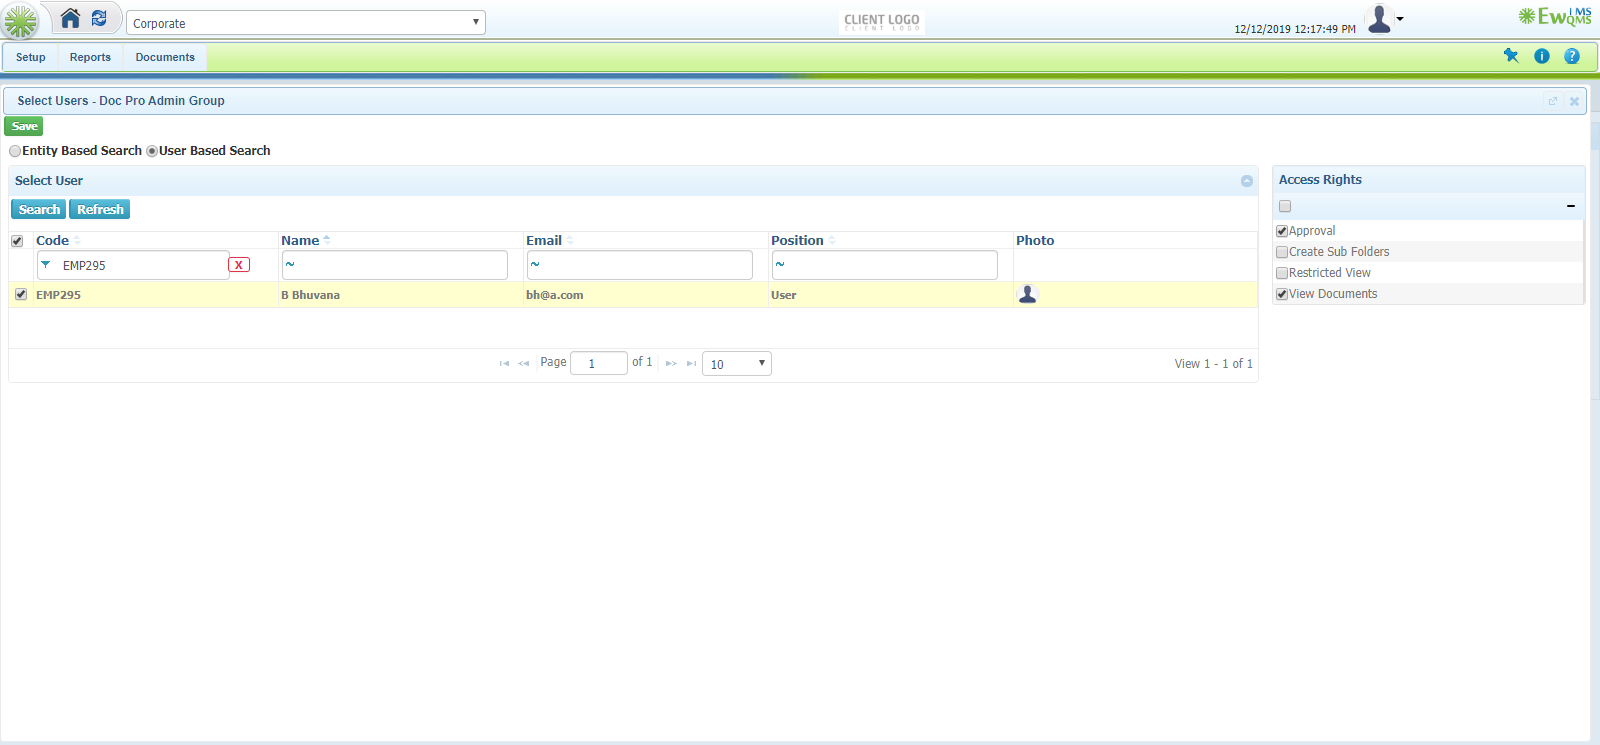 Corporate
CLIENT LOGO
CLIENT LOGO
12/12/2019 12:17:49 PM
EwQMS
IMS
Setup Reports Documents
Select Users - Doc Pro Admin Group
Save
Entity Based Search User Based Search
Select User
Search Refresh
Code Name Email Position Photo
EMP295 X ~ ~ ~
EMP295 B Bhuvana bh@a.com User
Page 1 of 1 10 View 1 - 1 of 1
Access Rights
Approval
Create Sub Folders
Restricted View
View Documents